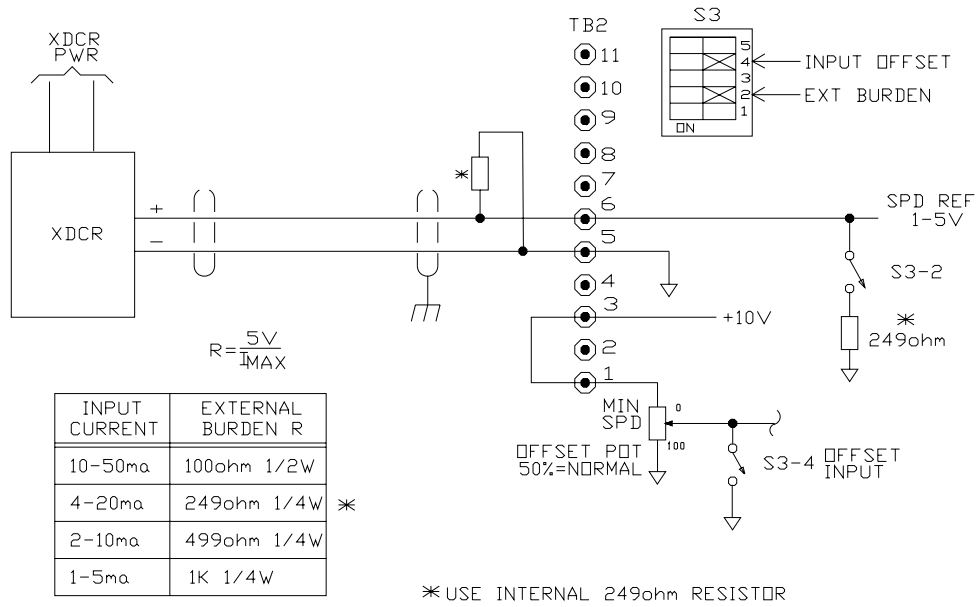 XDCR
PWR
TB2
S3
11
10
9
8
7
6
5
4
3
2
1
5
4
3
2
1
ON
INPUT OFFSET
EXT BURDEN
*
XDCR
+
−
SPD REF
1-5V
S3-2
*
249ohm
+10V
R=5V
IMAX
MIN
SPD
0
100
OFFSET POT
50%=NORMAL
S3-4 OFFSET
INPUT
INPUT
CURRENT
EXTERNAL
BURDEN R
10-50ma 100ohm 1/2W
4-20ma 249ohm 1/4W *
2-10ma 499ohm 1/4W
1-5ma 1K 1/4W
* USE INTERNAL 249ohm RESISTOR